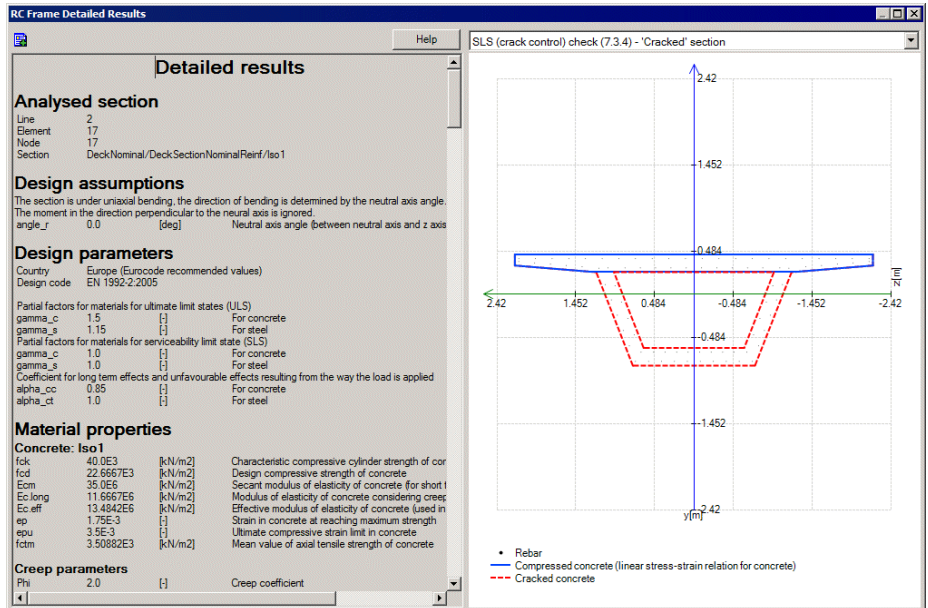 RC Frame Detailed Results
Help
SLS (crack control) check (7.3.4) - 'Cracked' section
Detailed results
Analysed section
Line 2
Element 17
Node 17
Section DeckNominal/DeckSectionNominalReinf/Iso1
Design assumptions
The section is under uniaxial bending, the direction of bending is determined by the neutral axis angle.
The moment in the direction perpendicular to the neural axis is ignored.
angle_r 0.0 [deg] Neutral axis angle (between neutral axis and z axis
Design parameters
Country Europe (Eurocode recommended values)
Design code EN 1992-2:2005
Partial factors for materials for ultimate limit states (ULS)
gamma_c 1.5 [-] For concrete
gamma_s 1.15 [-] For steel
Partial factors for materials for serviceability limit state (SLS)
gamma_c 1.0 [-] For concrete
gamma_s 1.0 [-] For steel
Coefficient for long term effects and unfavourable effects resulting from the way the load is applied
alpha_cc 0.85 [-] For concrete
alpha_ct 1.0 [-] For steel
Material properties
Concrete: Iso1
fck 40.0E3 [kN/m2] Characteristic compressive cylinder strength of
fcd 22.6667E3 [kN/m2] Design compressive strength of concrete
Ecm 35.0E6 [kN/m2] Secant modulus of elasticity of concrete (for short
Ec.long 11.6667E6 [kN/m2] Modulus of elasticity of concrete considering
Ec.eff 13.4842E6 [kN/m2] Effective modulus of elasticity of concrete (used in
ep 1.75E-3 [-] Strain in concrete at reaching maximum strength
epu 3.5E-3 [-] Ultimate compressive strain limit in concrete
fctm 3.50882E3 [kN/m2] Mean value of axial tensile strength of concrete
Creep parameters
Phi 2.0 [-] Creep coefficient
2.42
1.452
0.484
z[m]
2.42 1.452 0.484 -0.484 -1.452 -2.42
-0.484
-1.452
-2.42
y[m]
Rebar
Compressed concrete (linear stress-strain relation for concrete)
Cracked concrete